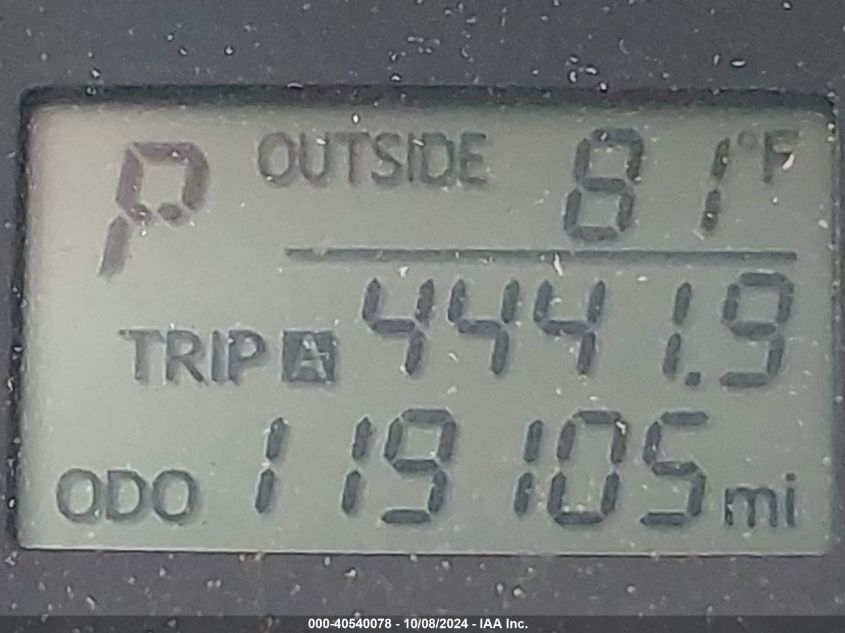 P OUTSIDE 81°F
TRIP A 4441.9
ODO 119105 mi
000-40540078 - 10/08/2024 - IAA Inc.